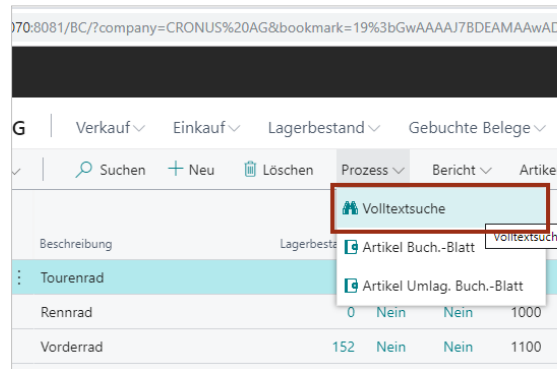 070:8081/BC/?company=CRONUS%20AG&bookmark=19%3bGwAAAAJ7BDEAMAAwAD
G Verkauf Einkauf Lagerbestand Gebuchte Belege
Suchen Neu Löschen Prozess Bericht Artike
Volltextsuche
Volltextsuch
Beschreibung Lagerbesta Artikel Buch.-Blatt
Tourenrad Artikel Umlag. Buch.-Blatt
Rennrad 0 Nein Nein 1000
Vorderrad 152 Nein Nein 1100